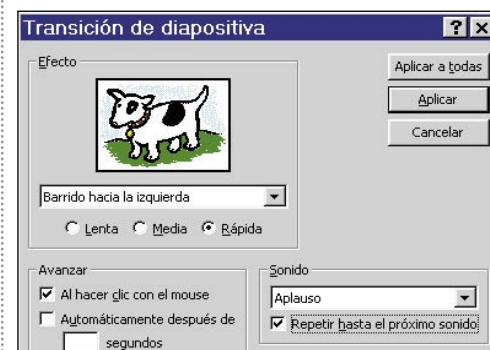 Transición de diapositiva
Efecto
Aplicar a todas
Aplicar
Cancelar
Barrido hacia la izquierda
Lenta Media Rápida
Avanzar
Al hacer clic con el mouse
Automáticamente después de
segundos
Sonido
Aplauso
Repetir hasta el próximo sonido